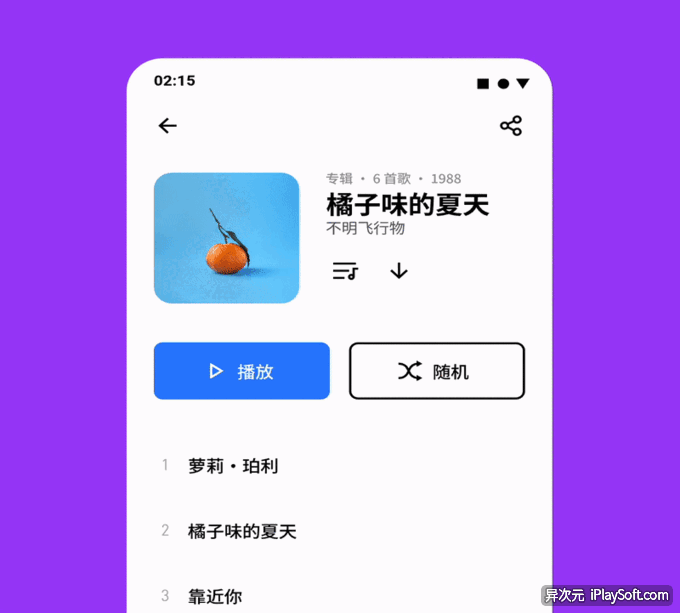 02:15
专辑 • 6 首歌 • 1988
橘子味的夏天
不明飞行物
播放
随机
1 萝莉・珀利
2 橘子味的夏天
3 靠近你
异次元 iPlaySoft.com